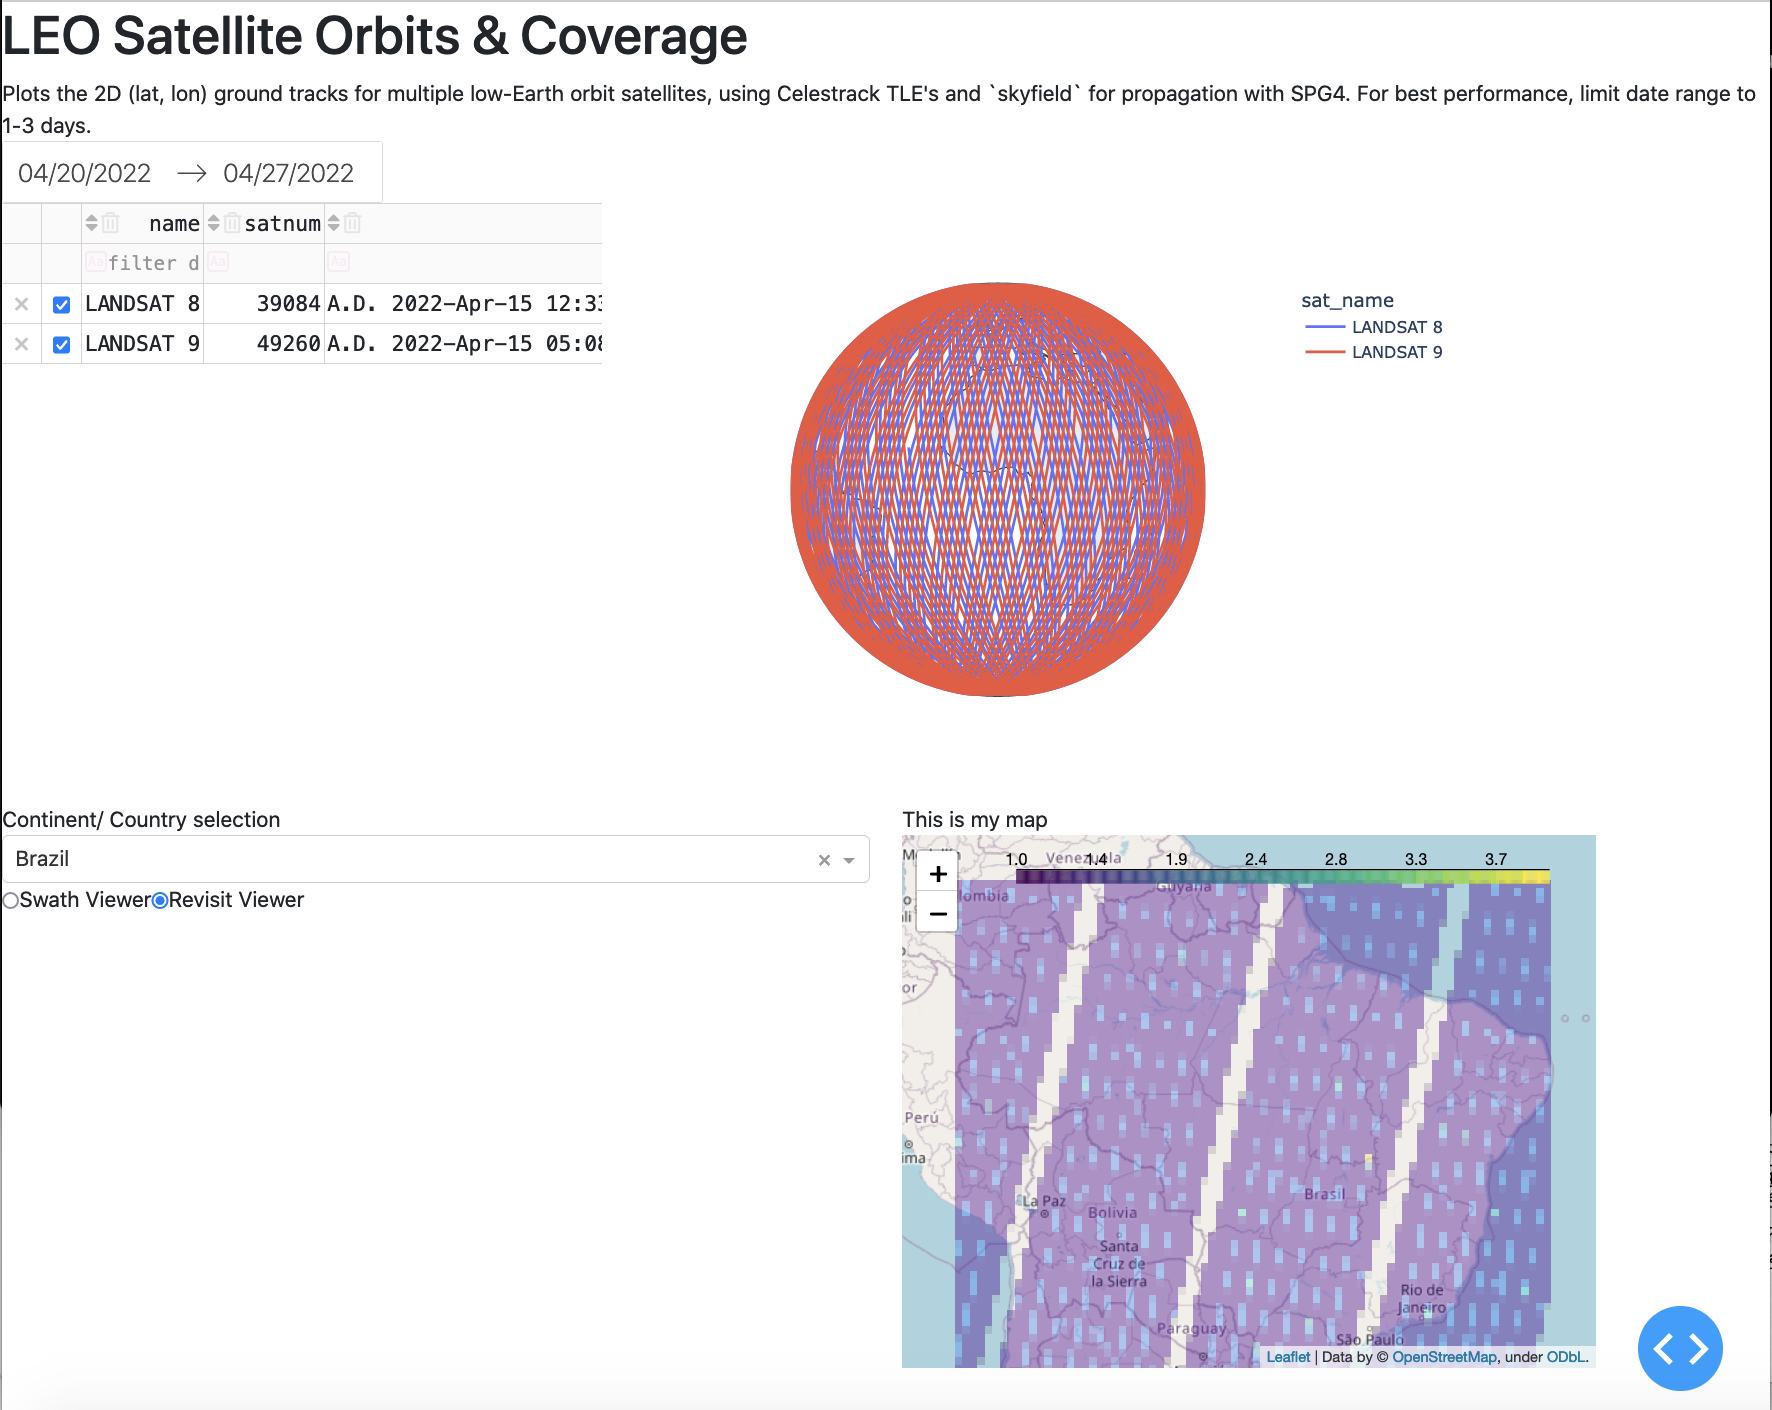 LEO Satellite Orbits & Coverage
Plots the 2D (lat, lon) ground tracks for multiple low-Earth orbit satellites, using Celestrack TLE's and `skyfield` for propagation with SPG4. For best performance, limit date range to
1-3 days.
04/20/2022 → 04/27/2022
name satnum
Aa filter d Aa Aa
LANDSAT 8 39084 A.D. 2022-Apr-15 12:33
LANDSAT 9 49260 A.D. 2022-Apr-15 05:08
sat_name
LANDSAT 8
LANDSAT 9
Continent/ Country selection
Brazil
Swath Viewer Revisit Viewer
This is my map
1.0 1.4 1.9 2.4 2.8 3.3 3.7
Venezuela
+
Guyana
lombia
−
or
Perú
ima
Brasil
La Paz
Bolivia
Santa
Cruz de
la Sierra
Rio de
Janeiro
Paraguay
São Paulo
Leaflet | Data by © OpenStreetMap, under ODbL.